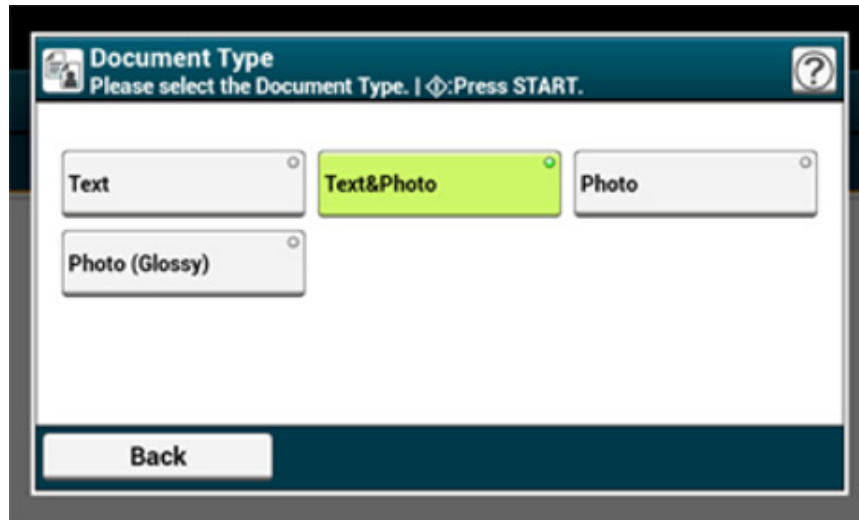 Document Type
Please select the Document Type. | :Press START.
?
Text
Text&Photo
Photo
Photo (Glossy)
Back